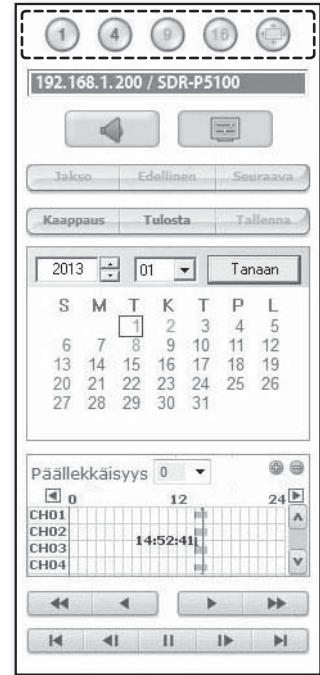 1 4 9 16
192.168.1.200 / SDR-P5100
Jakso Edellinen Seuraava
Kaappaus Tulosta Tallenna
2013 01 Tanaan
S M T K T P L
1 2 3 4 5
6 7 8 9 10 11 12
13 14 15 16 17 18 19
20 21 22 23 24 25 26
27 28 29 30 31
Päällekkäisyys 0
0 12 24
CH01
CH02
14:52:41
CH03
CH04